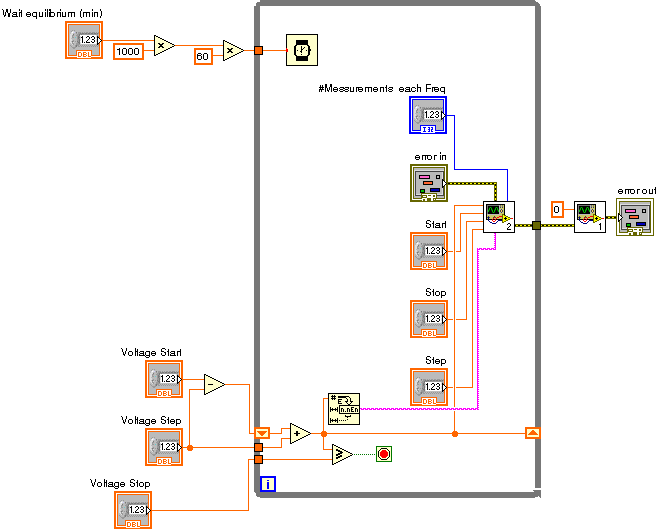 Wait equilibrium (min)
1.23
DBL
1000
×
60
×
#Messurements each Freq
1.23
I32
error in
2
0
1
error out
Start
1.23
DBL
Stop
1.23
DBL
Step
1.23
DBL
Voltage Start
1.23
DBL
−
Voltage Step
1.23
DBL
+
#
n.nEn
≥
i
Voltage Stop
1.23
DBL